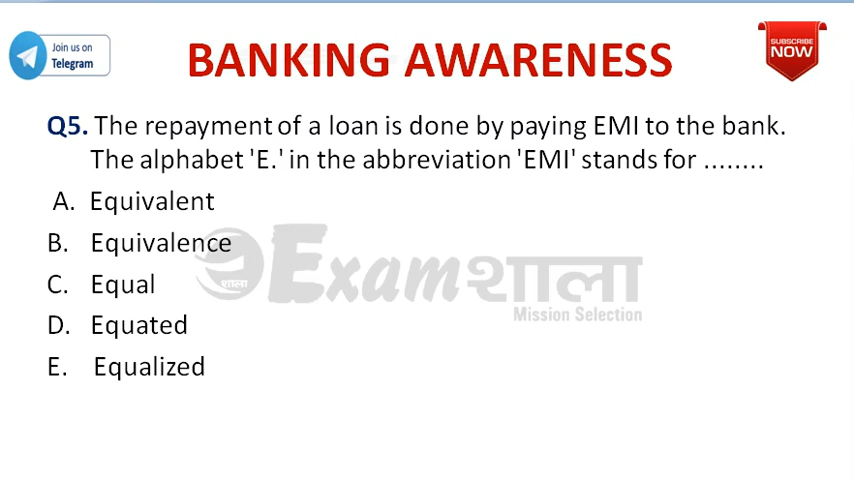 Join us on
Telegram
BANKING AWARENESS
SUBSCRIBE
NOW
Q5. The repayment of a loan is done by paying EMI to the bank.
The alphabet 'E.' in the abbreviation 'EMI' stands for ........
A. Equivalent
B. Equivalence
C. Equal
D. Equated
E. Equalized
शाला
Examशाला
Mission Selection